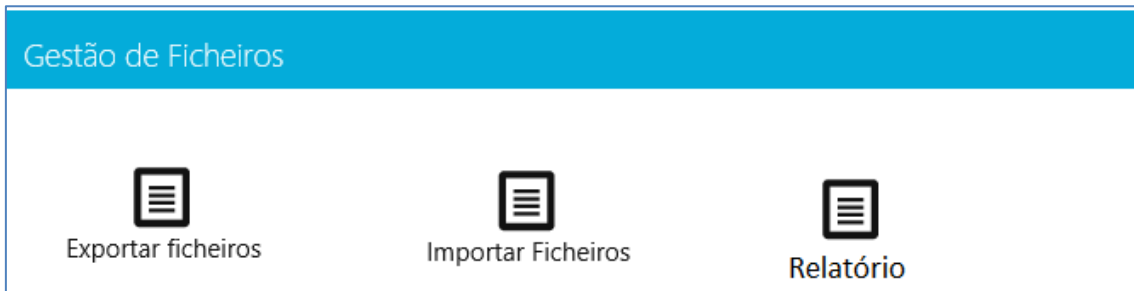 Gestão de Ficheiros
Exportar ficheiros
Importar Ficheiros
Relatório